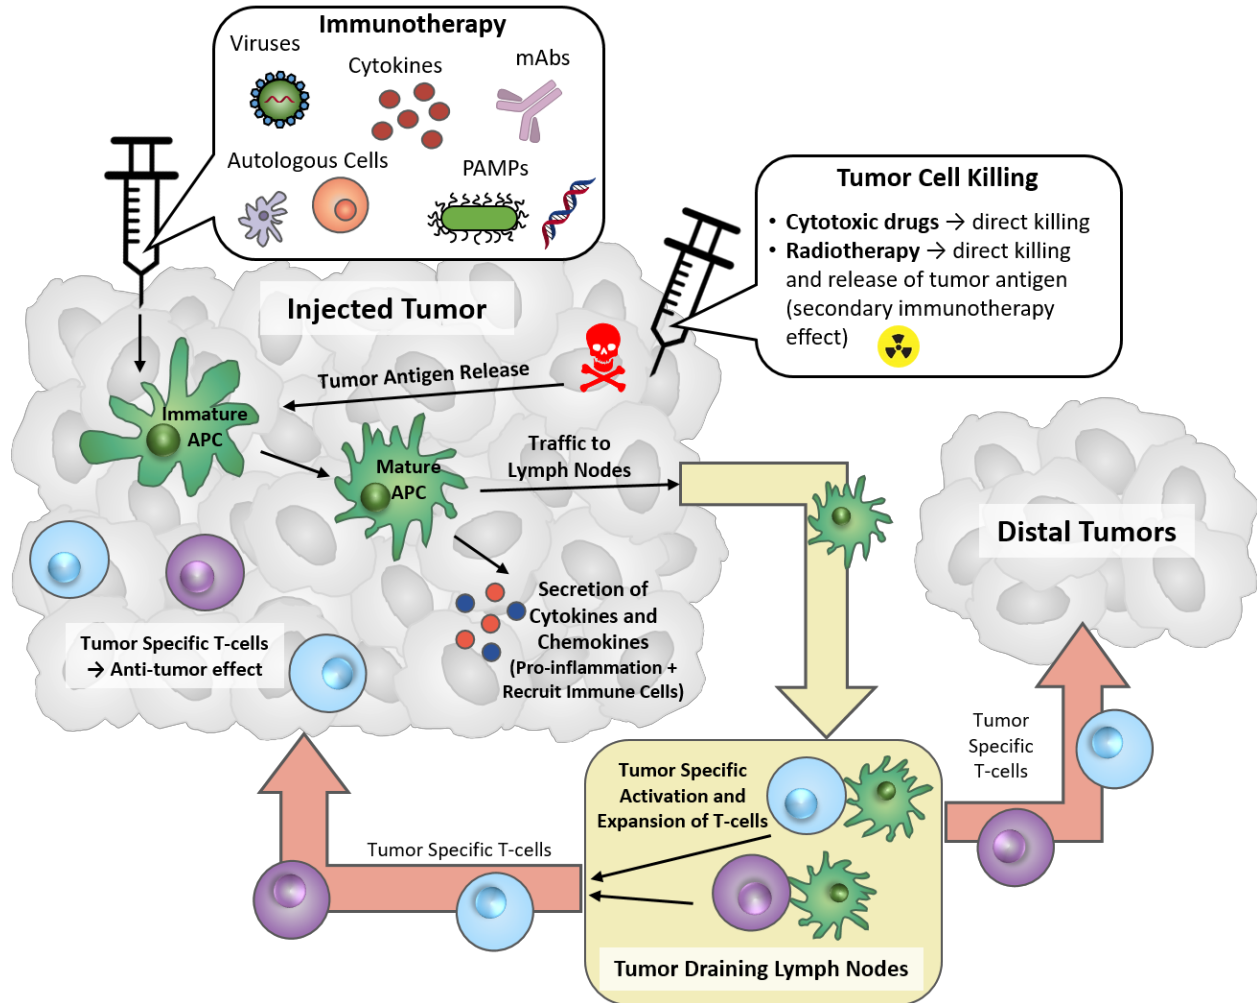 Immunotherapy
Viruses
Cytokines
mAbs
Autologous Cells
PAMPs
Tumor Cell Killing
• Cytotoxic drugs → direct killing
• Radiotherapy → direct killing
and release of tumor antigen
(secondary immunotherapy
effect)
Injected Tumor
Tumor Antigen Release
Immature
APC
Mature
APC
Traffic to
Lymph Nodes
Distal Tumors
Secretion of
Cytokines and
Chemokines
(Pro-inflammation +
Recruit Immune Cells)
Tumor Specific T-cells
→ Anti-tumor effect
Tumor
Specific
T-cells
Tumor Specific
Activation and
Expansion of T-cells
Tumor Specific T-cells
Tumor Draining Lymph Nodes